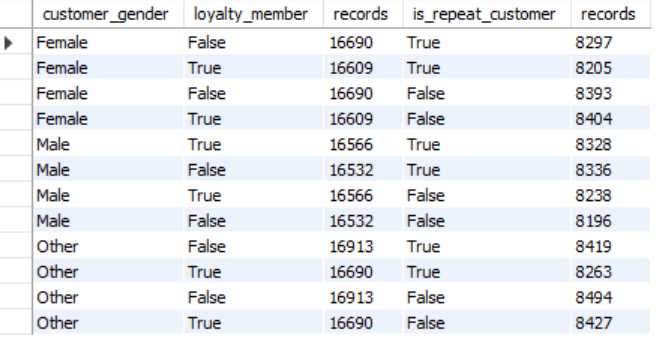 customer_gender loyalty_member records is_repeat_customer records
Female False 16690 True 8297
Female True 16609 True 8205
Female False 16690 False 8393
Female True 16609 False 8404
Male True 16566 True 8328
Male False 16532 True 8336
Male True 16566 False 8238
Male False 16532 False 8196
Other False 16913 True 8419
Other True 16690 True 8263
Other False 16913 False 8494
Other True 16690 False 8427